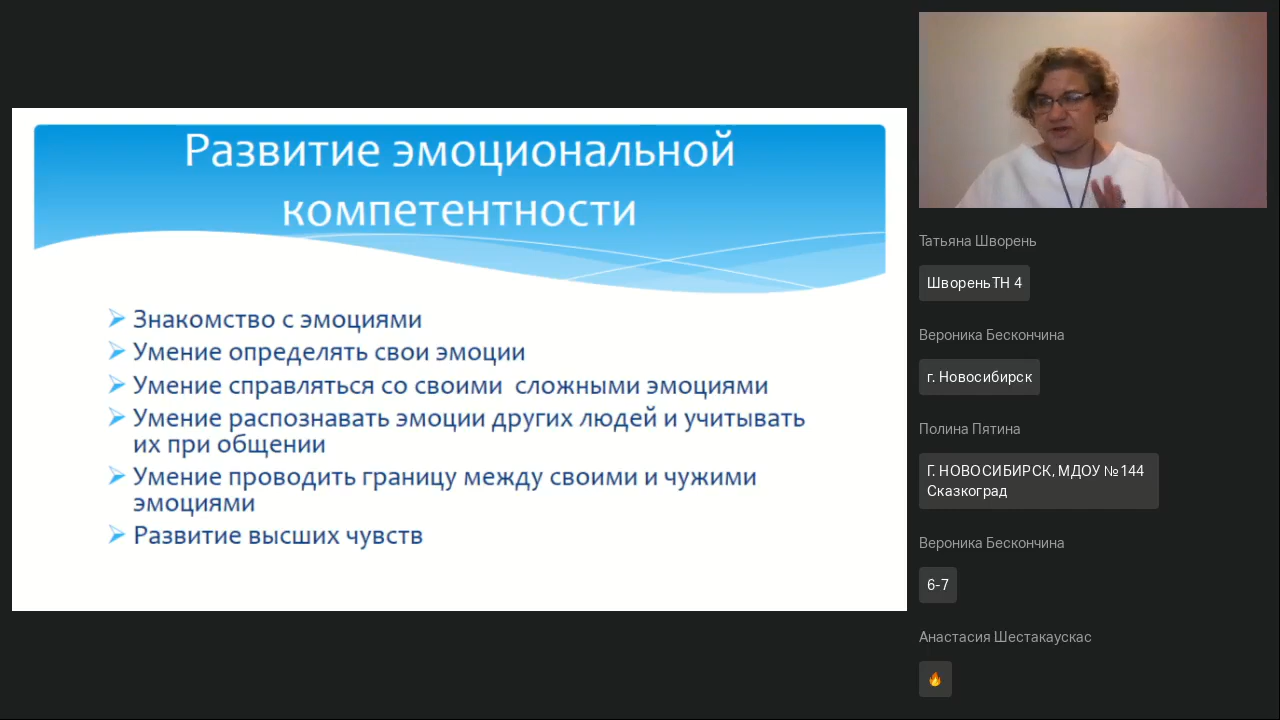 Развитие эмоциональной
компетентности
Знакомство с эмоциями
Умение определять свои эмоции
Умение справляться со своими  сложными эмоциями
Умение распознавать эмоции других людей и учитывать
их при общении
Умение проводить границу между своими и чужими
эмоциями
Развитие высших чувств
Татьяна Шворень
ШвореньТН 4
Вероника Бескончина
г. Новосибирск
Полина Пятина
Г. НОВОСИБИРСК, МДОУ №144
Сказкоград
Вероника Бескончина
6-7
Анастасия Шестакаускас
🔥